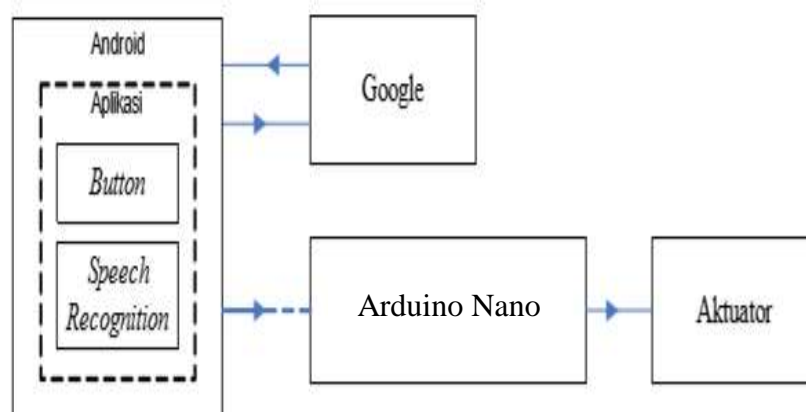 Android
Aplikasi
Button
Speech
Recognition
Google
Arduino Nano
Aktuator